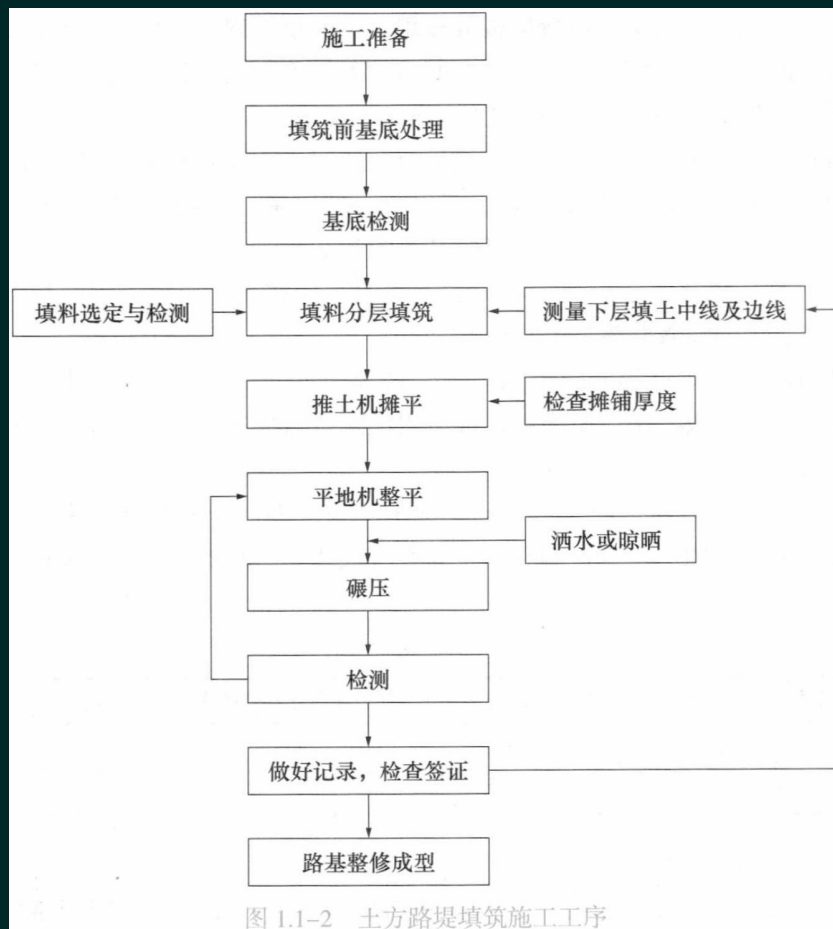 施工准备
填筑前基底处理
基底检测
填料选定与检测
填料分层填筑
测量下层填土中线及边线
推土机摊平
检查摊铺厚度
平地机整平
洒水或晾晒
碾压
检测
做好记录，检查签证
路基整修成型
图 1.1-2 土方路堤填筑施工工序